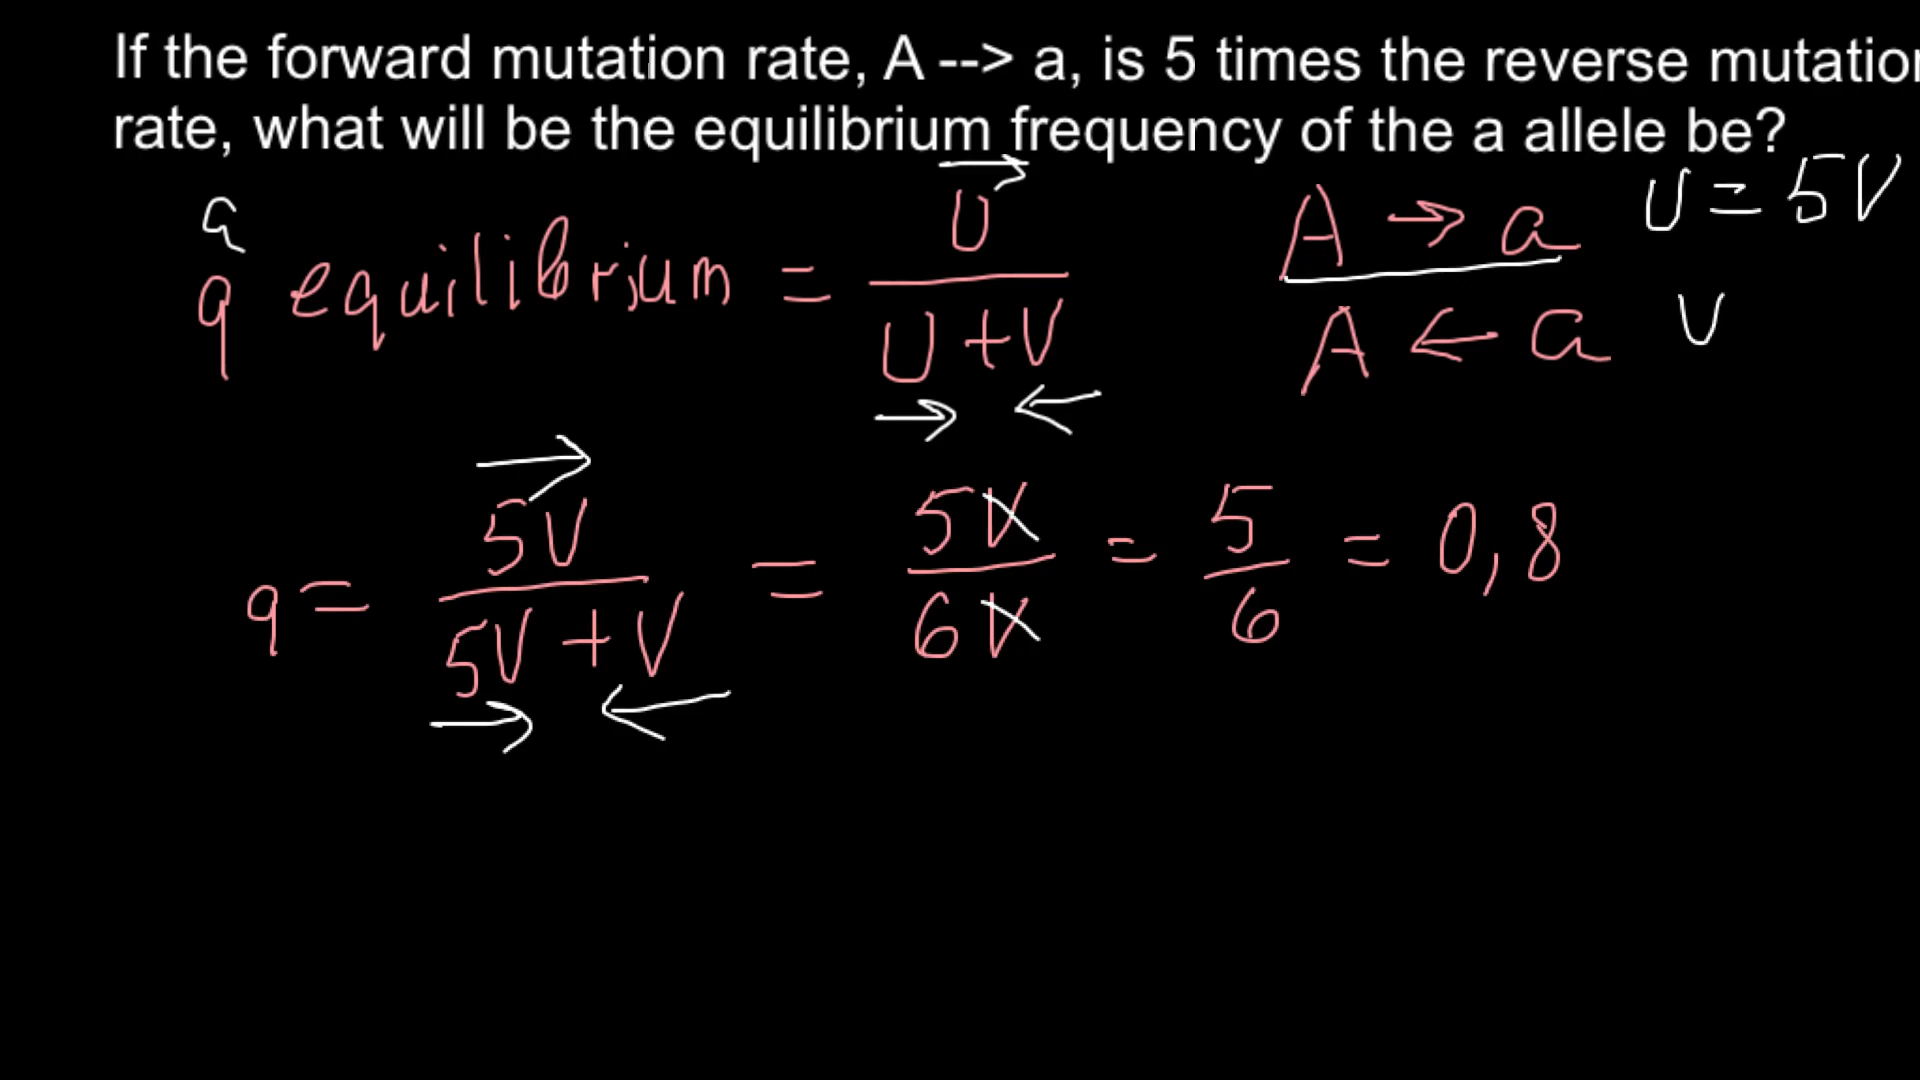 If the forward mutation rate, A --> a, is 5 times the reverse mutatio
rate, what will be the equilibrium frequency of the a allele be?
a
q equilibrium = U / U + V
A → a U = 5V
A ← a V
q = 5V / 5V + V = 5V / 6V = 5 / 6 = 0,8